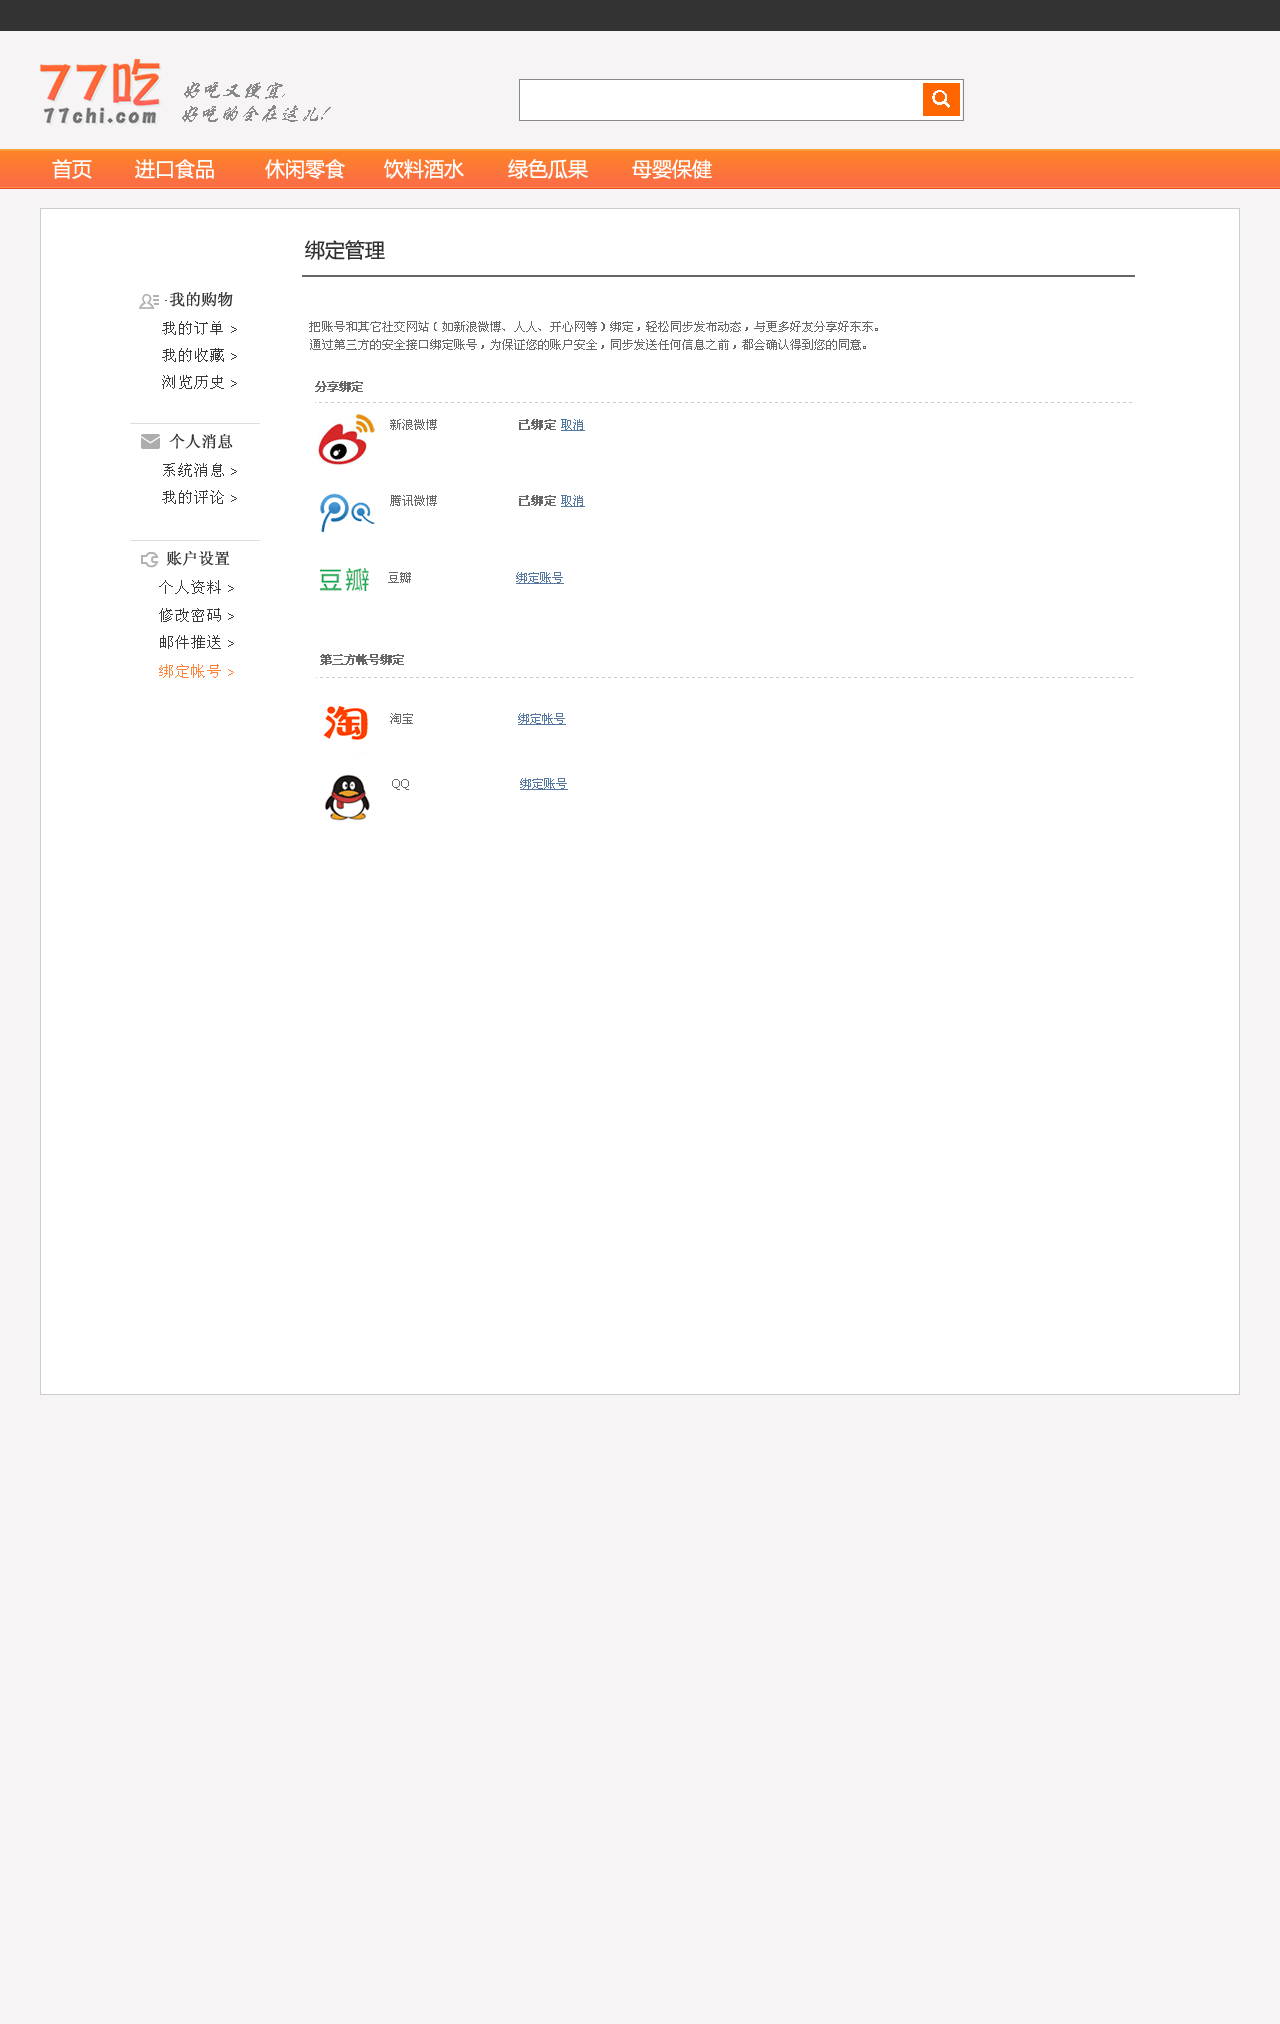 77吃
77chi.com
好吃又便宜,
好吃的全在这儿!
首页 进口食品 休闲零食 饮料酒水 绿色瓜果 母婴保健
绑定管理
·我的购物
我的订单 >
我的收藏 >
浏览历史 >
个人消息
系统消息 >
我的评论 >
账户设置
个人资料 >
修改密码 >
邮件推送 >
绑定帐号 >
把账号和其它社交网站(如新浪微博、人人、开心网等)绑定,轻松同步发布动态,与更多好友分享好东东。
通过第三方的安全接口绑定账号,为保证您的账户安全,同步发送任何信息之前,都会确认得到您的同意。
分享绑定
新浪微博 已绑定 取消
腾讯微博 已绑定 取消
豆瓣 豆瓣 绑定账号
第三方帐号绑定
淘 淘宝 绑定帐号
QQ 绑定账号